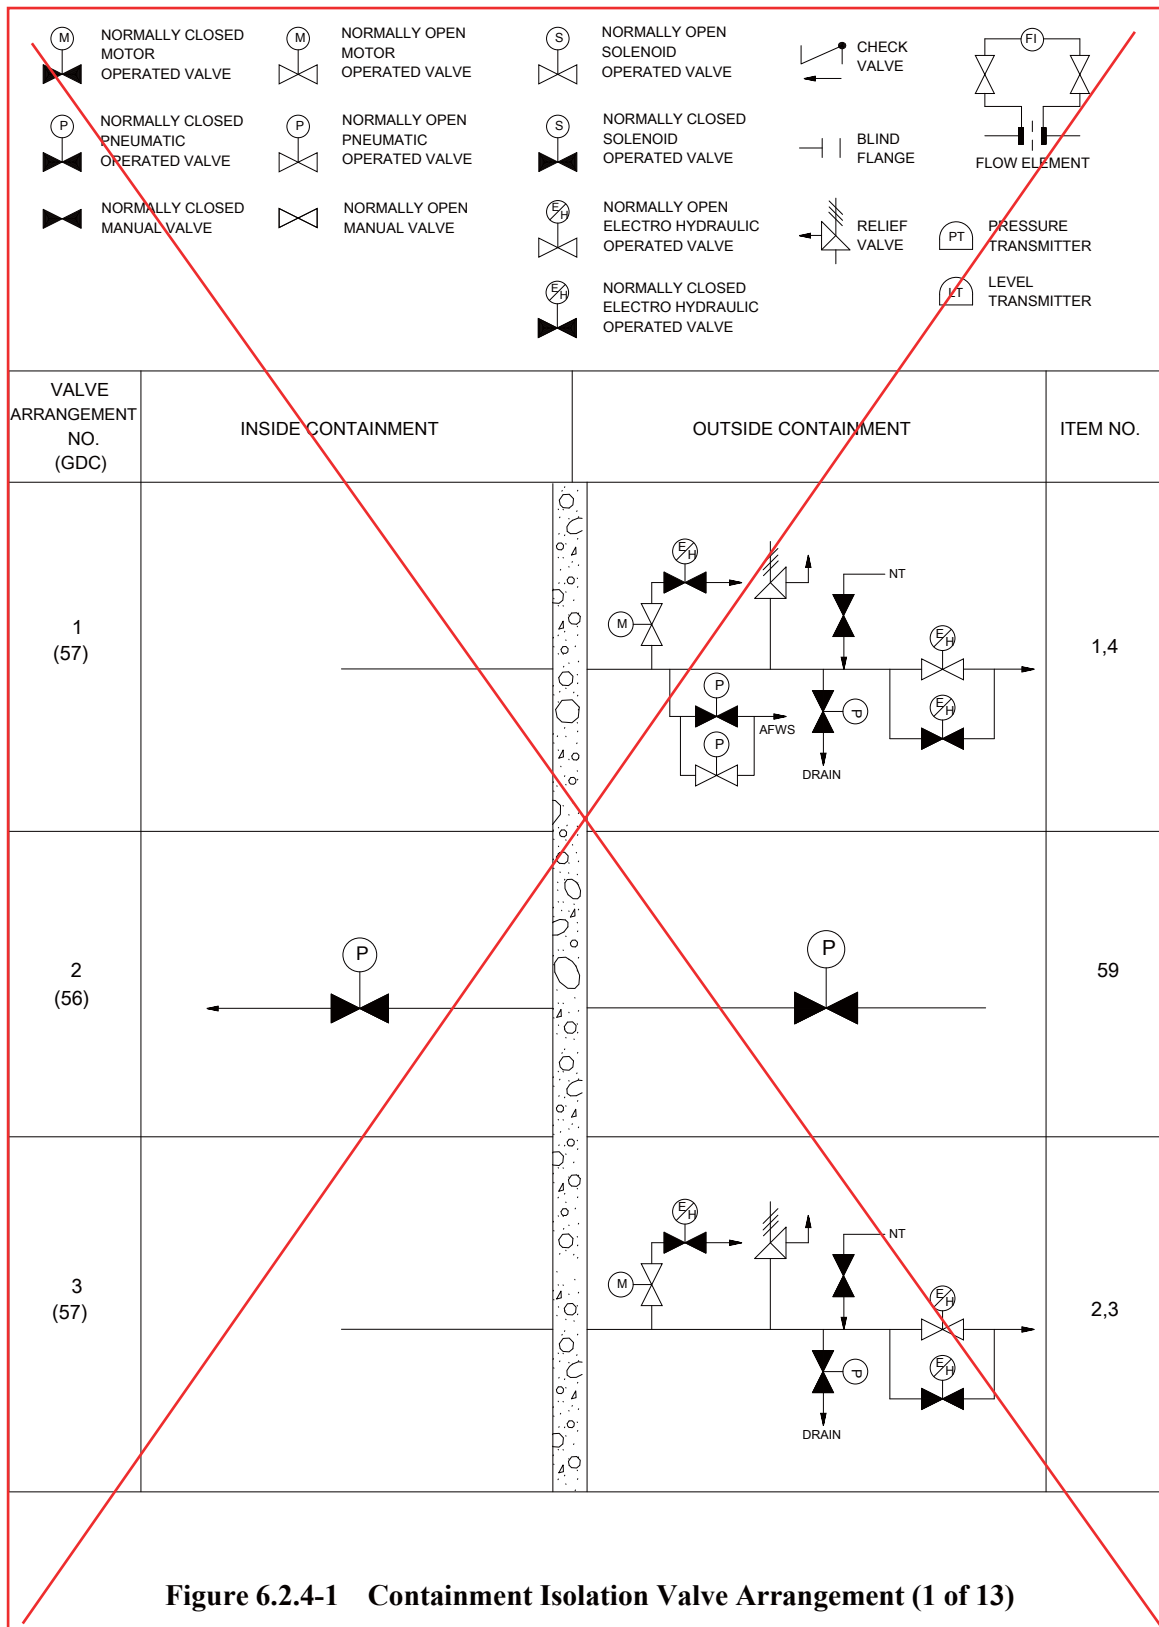 M NORMALLY CLOSED
MOTOR
OPERATED VALVE
M NORMALLY OPEN
MOTOR
OPERATED VALVE
S NORMALLY OPEN
SOLENOID
OPERATED VALVE
CHECK
VALVE
FI
FLOW ELEMENT
P NORMALLY CLOSED
PNEUMATIC
OPERATED VALVE
P NORMALLY OPEN
PNEUMATIC
OPERATED VALVE
S NORMALLY CLOSED
SOLENOID
OPERATED VALVE
BLIND
FLANGE
NORMALLY CLOSED
MANUAL VALVE
NORMALLY OPEN
MANUAL VALVE
E/H NORMALLY OPEN
ELECTRO HYDRAULIC
OPERATED VALVE
RELIEF
VALVE
PT PRESSURE
TRANSMITTER
E/H NORMALLY CLOSED
ELECTRO HYDRAULIC
OPERATED VALVE
LT LEVEL
TRANSMITTER
VALVE
ARRANGEMENT
NO.
(GDC)
INSIDE CONTAINMENT
OUTSIDE CONTAINMENT
ITEM NO.
1
(57)
E/H
NT
M
E/H
P
P
E/H
AFWS
P
DRAIN
1,4
2
(56)
P
P
59
3
(57)
E/H
NT
M
E/H
P
E/H
DRAIN
2,3
Figure 6.2.4-1 Containment Isolation Valve Arrangement (1 of 13)